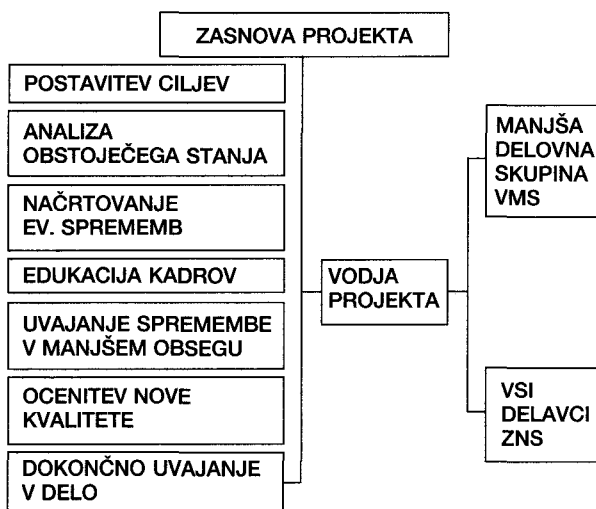 ZASNOVA PROJEKTA
POSTAVITEV CILJEV
ANALIZA
OBSTOJEČEGA STANJA
NAČRTOVANJE
EV. SPREMEMB
EDUKACIJA KADROV
UVAJANJE SPREMEMBE
V MANJŠEM OBSEGU
OCENITEV NOVE
KVALITETE
DOKONČNO UVAJANJE
V DELO
VODJA
PROJEKTA
MANJŠA
DELOVNA
SKUPINA
VMS
VSI
DELAVCI
ZNS